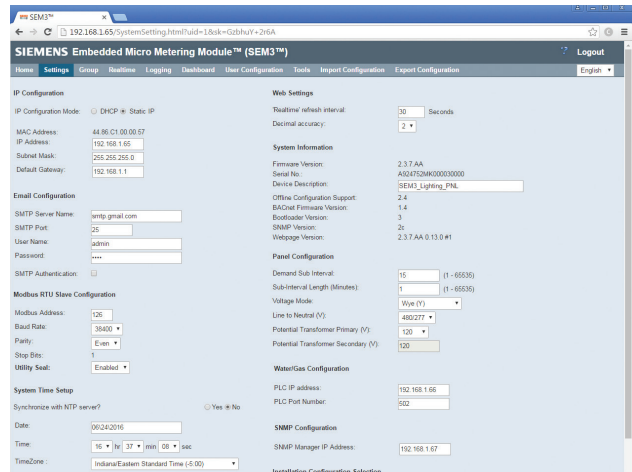 SEM3™
192.168.1.65/SystemSetting.html?uid=1&sk=GzbhuY+2r6A
SIEMENS Embedded Micro Metering Module™ (SEM3™)
? Logout
Home Settings Group Realtime Logging Dashboard User Configuration Tools Import Configuration Export Configuration English
IP Configuration
IP Configuration Mode: DHCP Static IP
MAC Address: 44.86.C1.00.00.57
IP Address: 192.168.1.65
Subnet Mask: 255.255.255.0
Default Gateway: 192.168.1.1
Email Configuration
SMTP Server Name: smtp.gmail.com
SMTP Port: 25
User Name: admin
Password: ••••
SMTP Authentication:
Modbus RTU Slave Configuration
Modbus Address: 126
Baud Rate: 38400
Parity: Even
Stop Bits: 1
Utility Seal: Enabled
System Time Setup
Synchronize with NTP server? Yes No
Date: 06\24\2016
Time: 16 hr 37 min 08 sec
TimeZone : Indiana/Eastern Standard Time (-5:00)
Web Settings
'Realtime' refresh interval: 30 Seconds
Decimal accuracy: 2
System Information
Firmware Version: 2.3.7.AA
Serial No.: A924752MK000030000
Device Description: SEM3_Lighting_PNL
Offline Configuration Support: 2.4
BACnet Firmware Version: 1.4
Bootloader Version: 3
SNMP Version: 2c
Webpage Version: 2.3.7.AA 0.13.0 #1
Panel Configuration
Demand Sub Interval: 15 (1 - 65535)
Sub-Interval Length (Minutes): 1 (1 - 65535)
Voltage Mode: Wye (Y)
Line to Neutral (V): 480/277
Potential Transformer Primary (V): 120
Potential Transformer Secondary (V): 120
Water/Gas Configuration
PLC IP address: 192.168.1.66
PLC Port Number: 502
SNMP Configuration
SNMP Manager IP Address: 192.168.1.67
Installation Configuration Selection